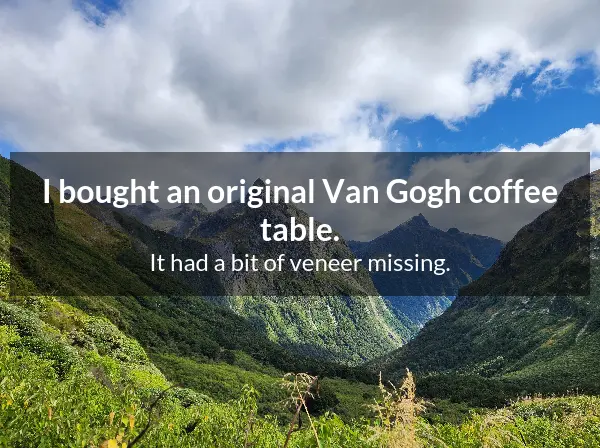 I bought an original Van Gogh coffee
table.
It had a bit of veneer missing.